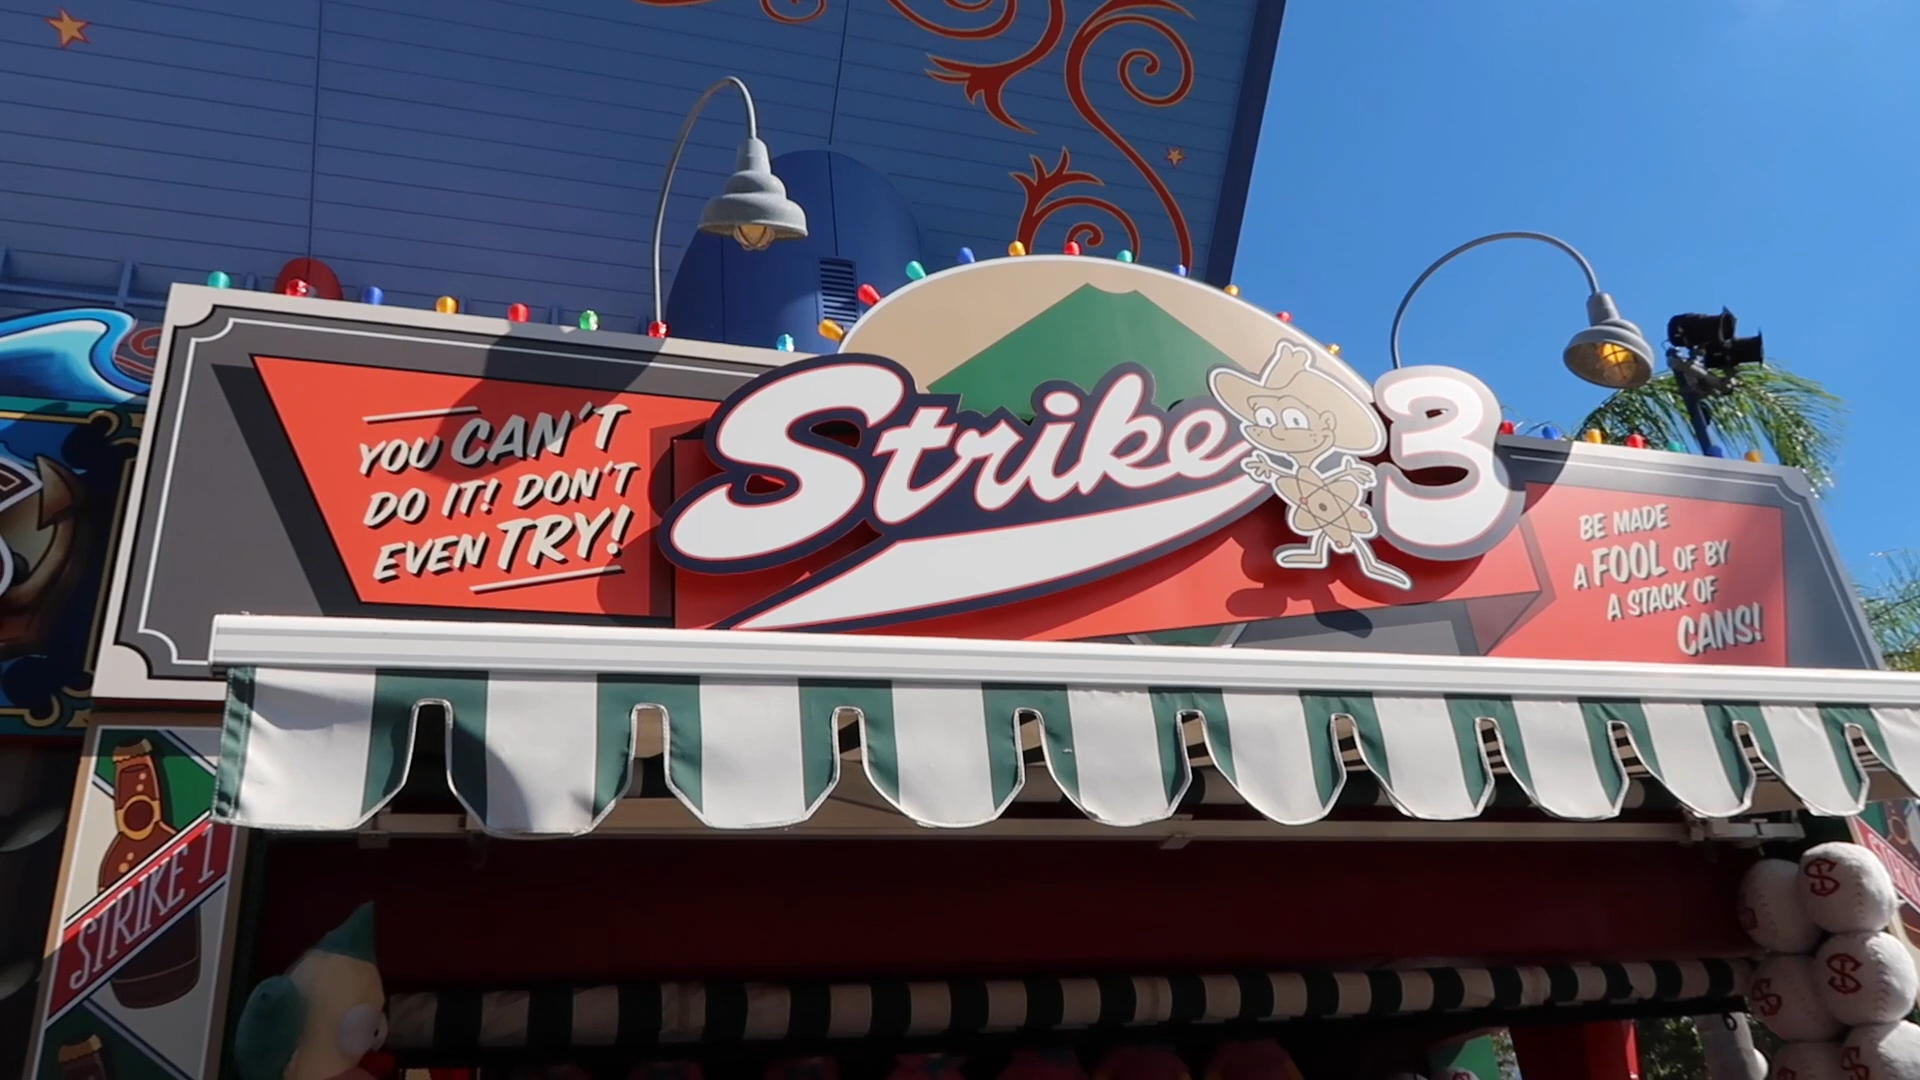 YOU CAN'T
DO IT! DON'T
EVEN TRY!
Strike 3
BE MADE
A FOOL OF BY
A STACK OF
CANS!
STRIKE 1
S
S
S
S